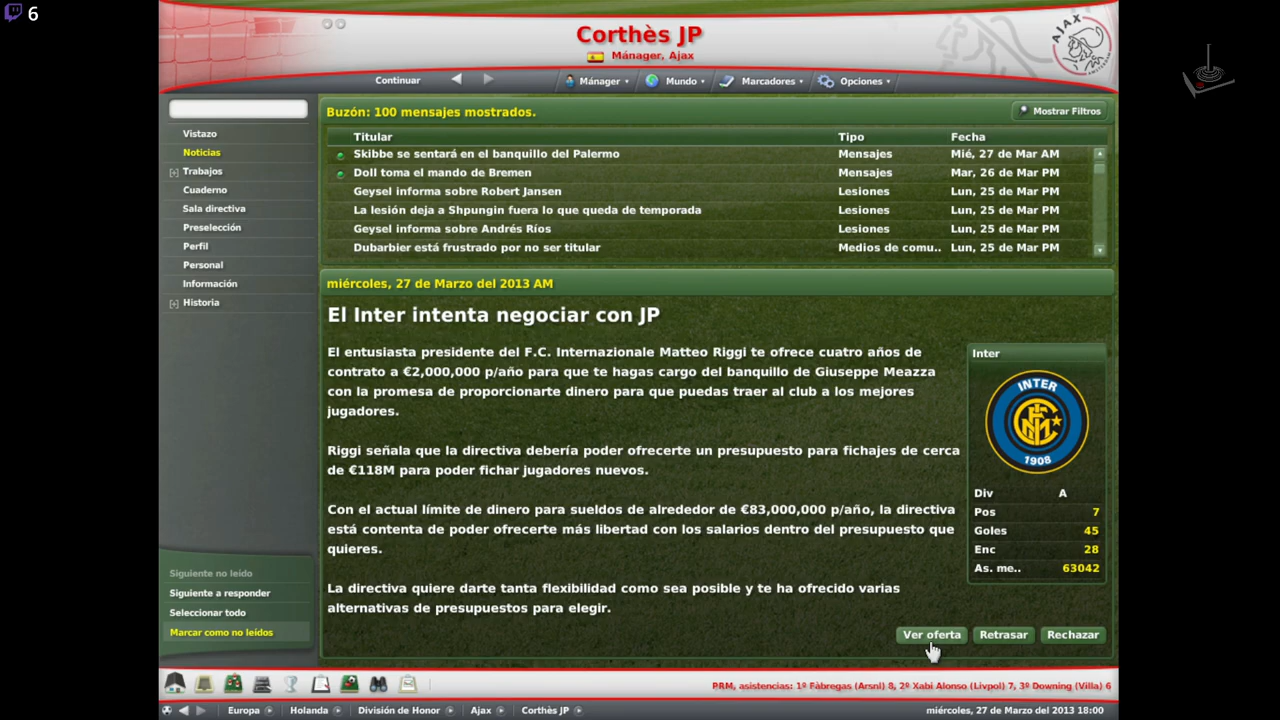 6
Corthès JP
Mánager, Ajax
AJAX
Continuar
Mánager
Mundo
Marcadores
Opciones
Buzón: 100 mensajes mostrados.
Mostrar Filtros
Titular Tipo Fecha
Skibbe se sentará en el banquillo del Palermo Mensajes Mié, 27 de Mar AM
Doll toma el mando de Bremen Mensajes Mar, 26 de Mar PM
Geysel informa sobre Robert Jansen Lesiones Lun, 25 de Mar PM
La lesión deja a Shpungin fuera lo que queda de temporada Lesiones Lun, 25 de Mar PM
Geysel informa sobre Andrés Ríos Lesiones Lun, 25 de Mar PM
Dubarbier está frustrado por no ser titular Medios de comu.. Lun, 25 de Mar PM
Vistazo
Noticias
Trabajos
Cuaderno
Sala directiva
Preselección
Perfil
Personal
Información
Historia
miércoles, 27 de Marzo del 2013 AM
El Inter intenta negociar con JP
El entusiasta presidente del F.C. Internazionale Matteo Riggi te ofrece cuatro años de
contrato a €2,000,000 p/año para que te hagas cargo del banquillo de Giuseppe Meazza
con la promesa de proporcionarte dinero para que puedas traer al club a los mejores
jugadores.
Riggi señala que la directiva debería poder ofrecerte un presupuesto para fichajes de cerca
de €118M para poder fichar jugadores nuevos.
Con el actual límite de dinero para sueldos de alrededor de €83,000,000 p/año, la directiva
está contenta de poder ofrecerte más libertad con los salarios dentro del presupuesto que
quieres.
La directiva quiere darte tanta flexibilidad como sea posible y te ha ofrecido varias
alternativas de presupuestos para elegir.
Inter
INTER
1908
Div A
Pos 7
Goles 45
Enc 28
As. me.. 63042
Ver oferta
Retrasar
Rechazar
Siguiente no leído
Siguiente a responder
Seleccionar todo
Marcar como no leídos
PRM, asistencias: 1º Fàbregas (Arsnl) 8, 2º Xabi Alonso (Livpol) 7, 3º Downing (Villa) 6
Europa
Holanda
División de Honor
Ajax
Corthès JP
miércoles, 27 de Marzo del 2013 18:00